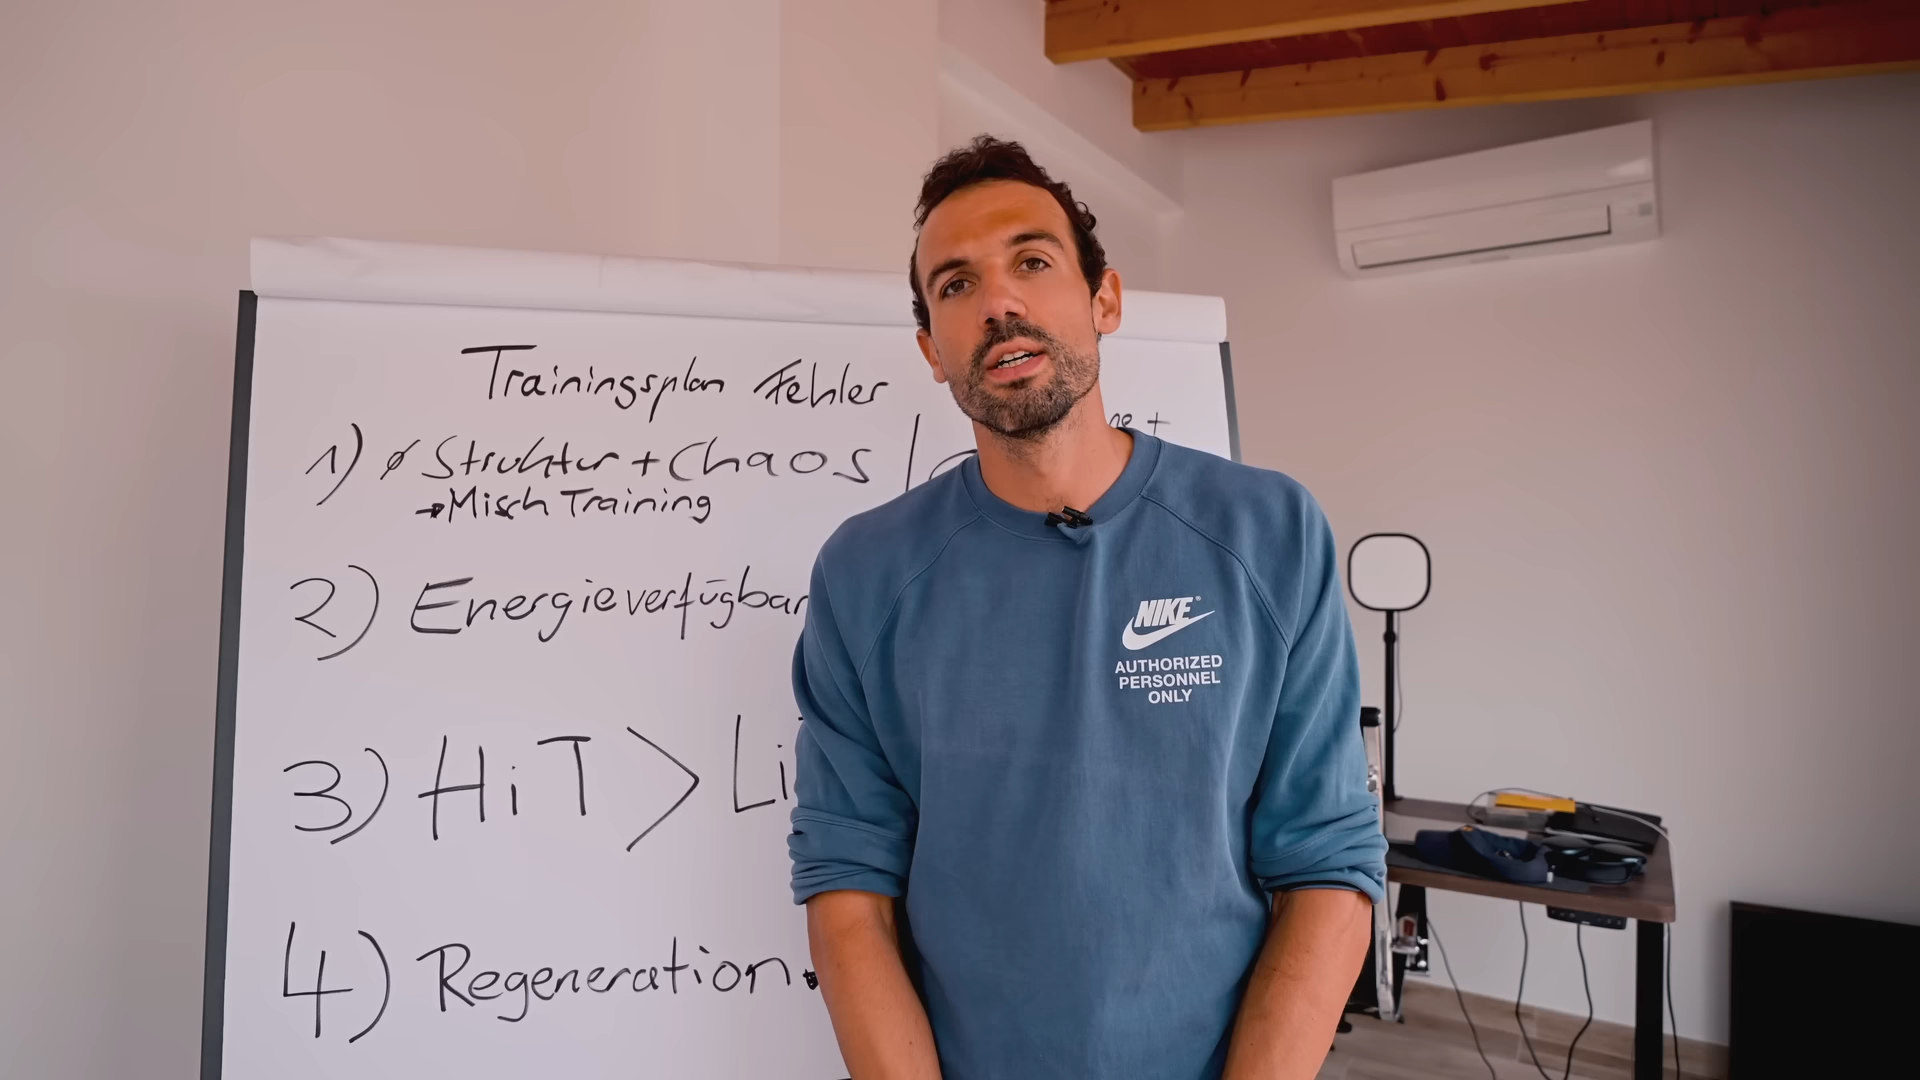 Trainingsplan Fehler
1) ∅ Struktur + Chaos
→ Misch Training
2) Energieverfügbar
3) HiT > Li
4) Regeneration
NIKE
AUTHORIZED
PERSONNEL
ONLY